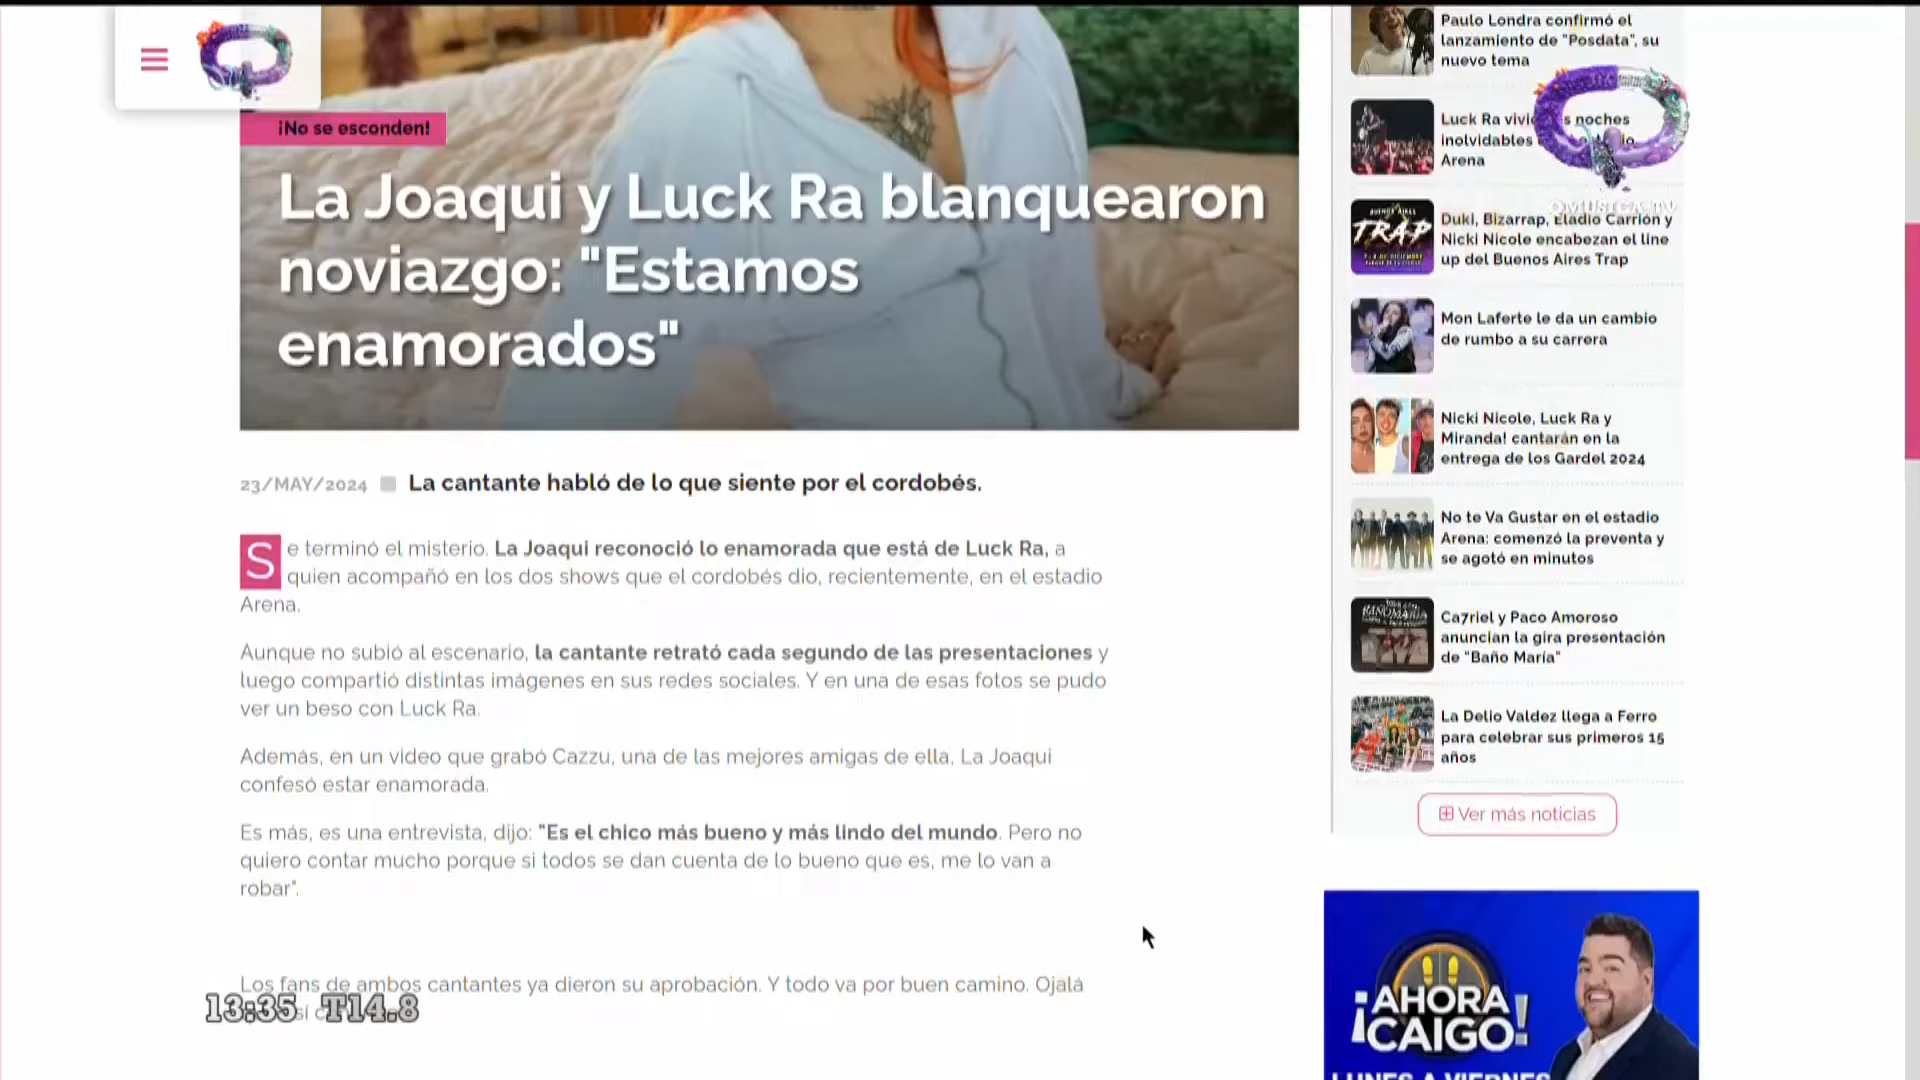 ¡No se esconden!
La Joaqui y Luck Ra blanquearon
noviazgo: "Estamos
enamorados"
23/MAY/2024
La cantante habló de lo que siente por el cordobés.
Se terminó el misterio. La Joaqui reconoció lo enamorada que está de Luck Ra, a
quien acompañó en los dos shows que el cordobés dio, recientemente, en el estadio
Arena.
Aunque no subió al escenario, la cantante retrató cada segundo de las presentaciones y
luego compartió distintas imágenes en sus redes sociales. Y en una de esas fotos se pudo
ver un beso con Luck Ra.
Además, en un video que grabó Cazzu, una de las mejores amigas de ella, La Joaqui
confesó estar enamorada.
Es más, es una entrevista, dijo: "Es el chico más bueno y más lindo del mundo. Pero no
quiero contar mucho porque si todos se dan cuenta de lo bueno que es, me lo van a
robar".
Los fans de ambos cantantes ya dieron su aprobación. Y todo va por buen camino. Ojalá
13:35 T14.8
Paulo Londra confirmó el
lanzamiento de "Posdata", su
nuevo tema
Luck Ra noches
inolvidables
Arena
@MUSICA.TV
BUENOS AIRES
TRAP
Duki, Bizarrap, Eladio Carrión y
Nicki Nicole encabezan el line
up del Buenos Aires Trap
Mon Laferte le da un cambio
de rumbo a su carrera
Nicki Nicole, Luck Ra y
Miranda! cantarán en la
entrega de los Gardel 2024
No te Va Gustar en el estadio
Arena: comenzó la preventa y
se agotó en minutos
Ca7riel y Paco Amoroso
anuncian la gira presentación
de "Baño María"
La Delio Valdez llega a Ferro
para celebrar sus primeros 15
años
Ver más noticias
¡AHORA
CAIGO!
LUNES A VIERNES